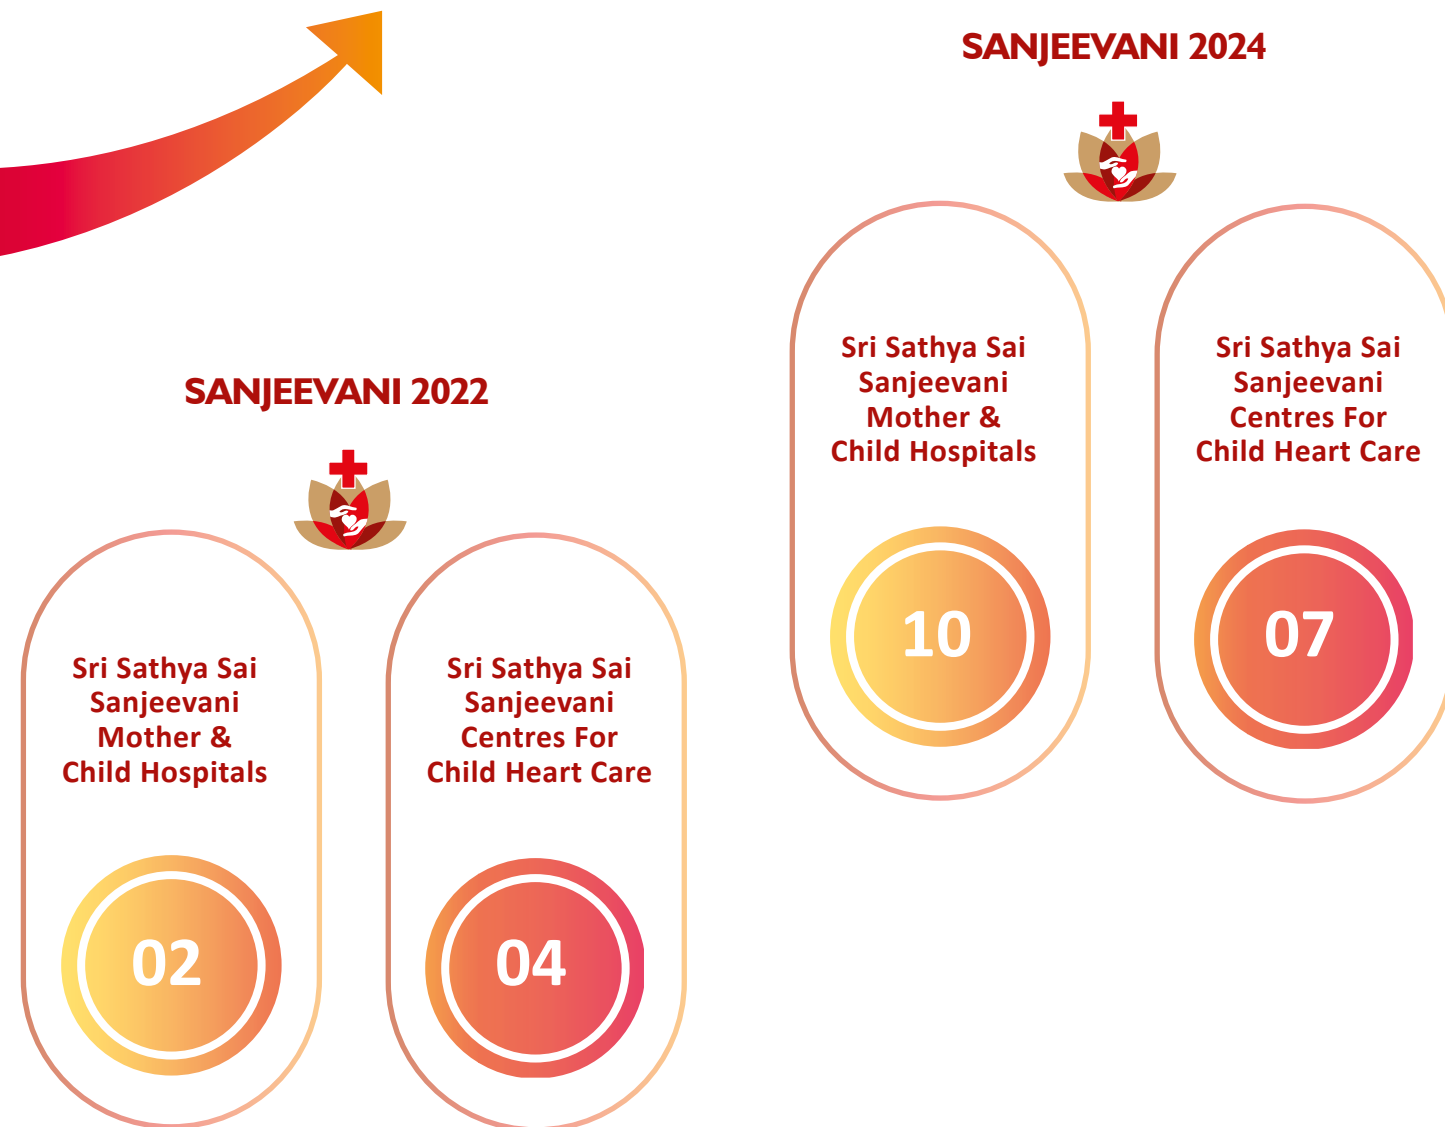 SANJEEVANI 2022
Sri Sathya Sai
Sanjeevani
Mother &
Child Hospitals
02
Sri Sathya Sai
Sanjeevani
Centres For
Child Heart Care
04
SANJEEVANI 2024
Sri Sathya Sai
Sanjeevani
Mother &
Child Hospitals
10
Sri Sathya Sai
Sanjeevani
Centres For
Child Heart Care
07